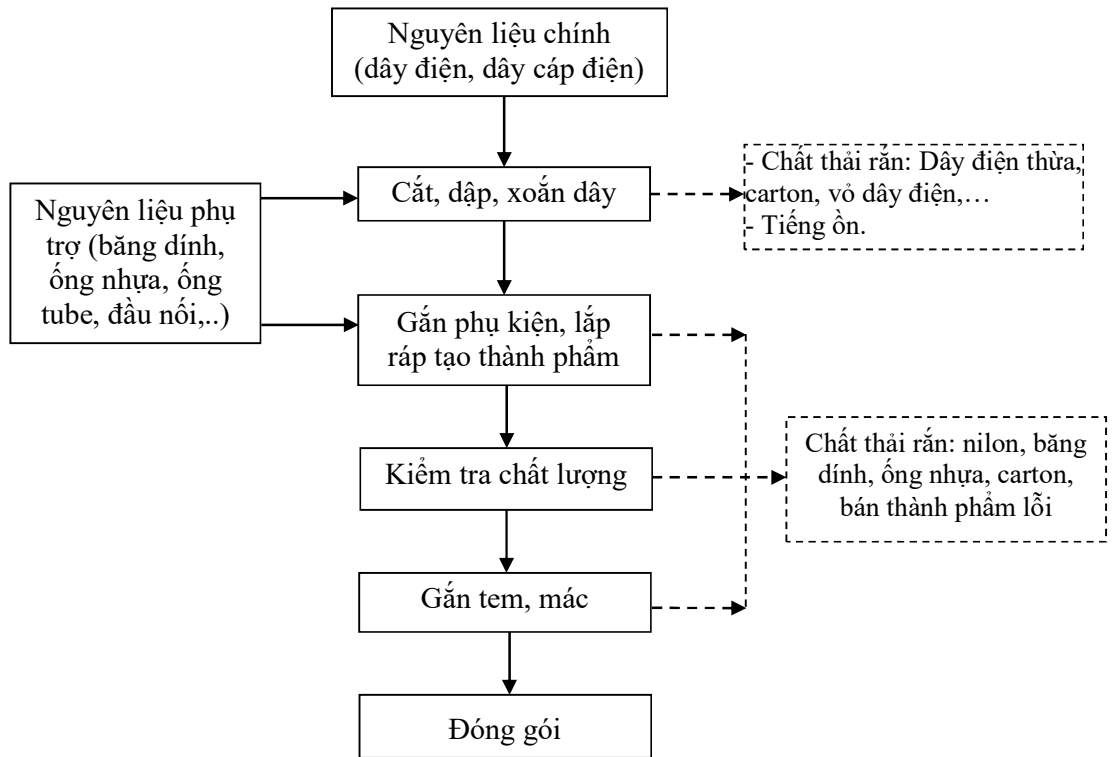 Nguyên liệu chính
(dây điện, dây cáp điện)
Cắt, dập, xoắn dây
- Chất thải rắn: Dây điện thừa,
carton, vỏ dây điện,…
- Tiếng ồn.
Nguyên liệu phụ
trợ (băng dính,
ống nhựa, ống
tube, đầu nối,..)
Gắn phụ kiện, lắp
ráp tạo thành phẩm
Kiểm tra chất lượng
Chất thải rắn: nilon, băng
dính, ống nhựa, carton,
bán thành phẩm lỗi
Gắn tem, mác
Đóng gói